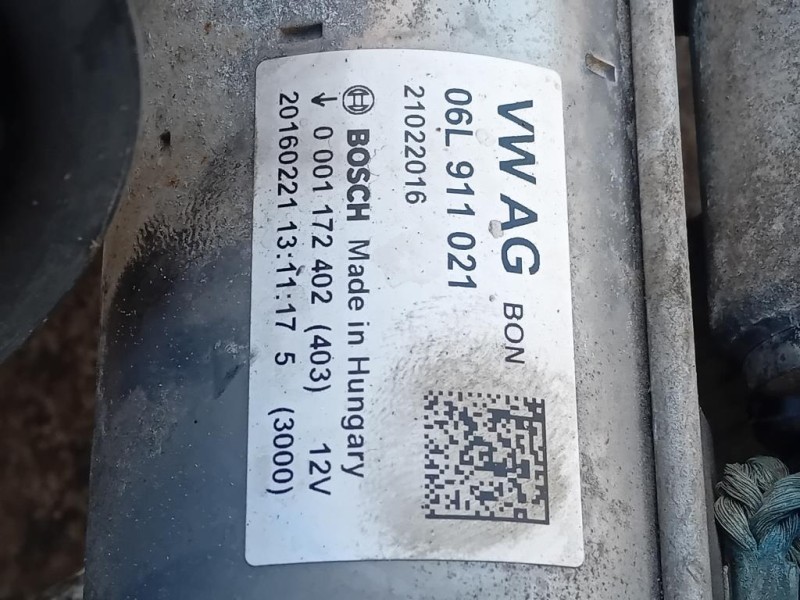 VW AG BON
06L 911 021
21022016
BOSCH Made in Hungary
0 001 172 402 (403) 12V
20160221 13:11:17 5 (3000)